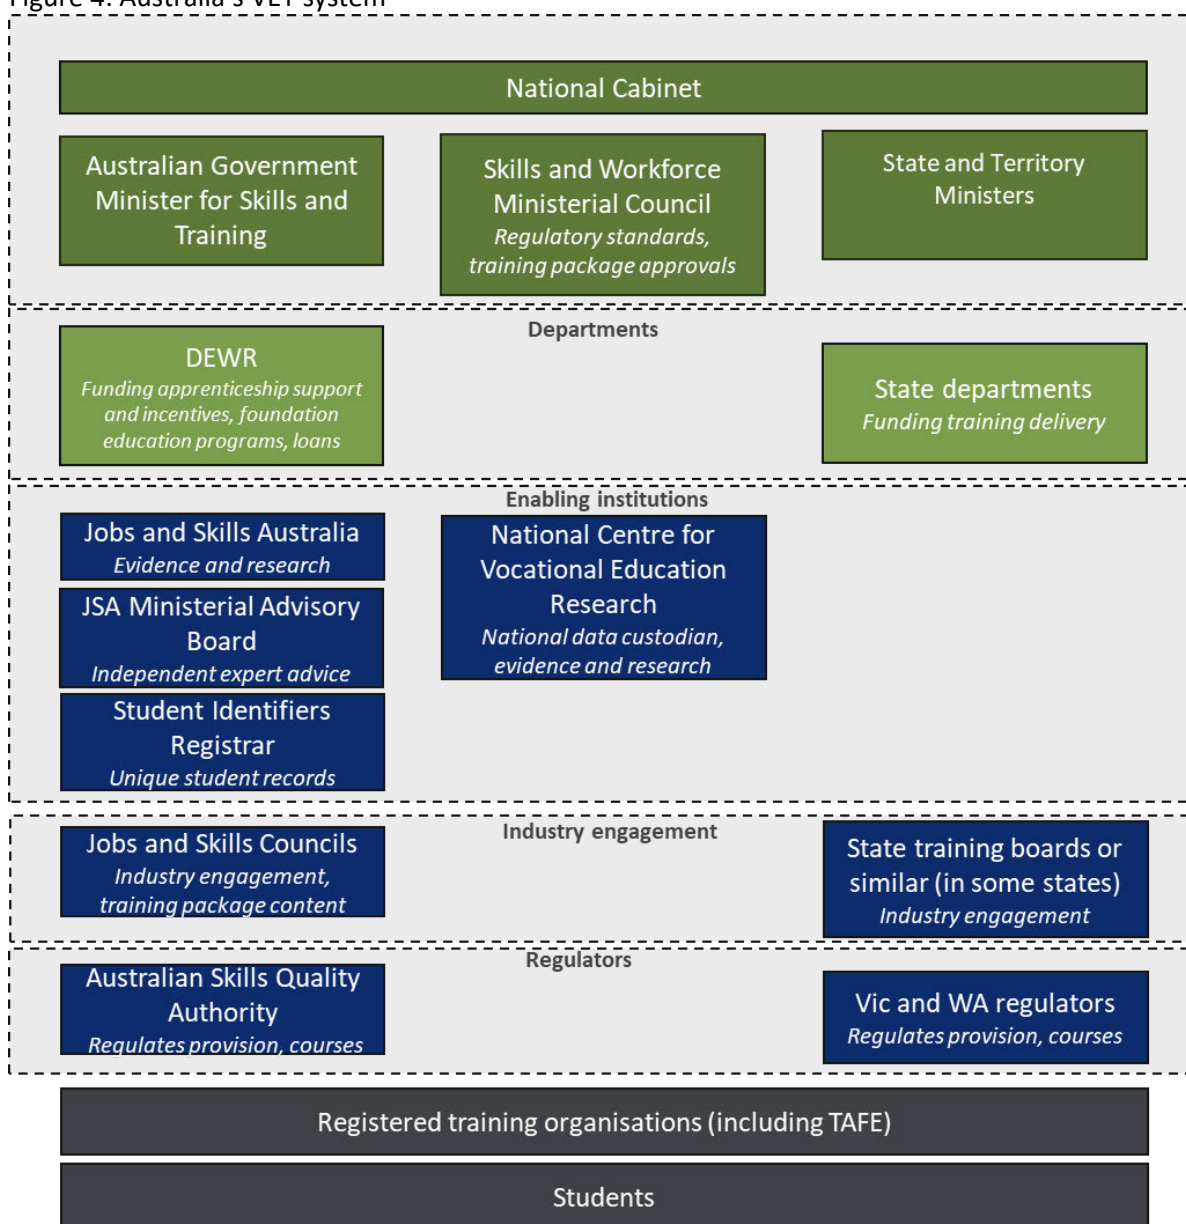 Figure 4: Australia's VET system
National Cabinet
Australian Government
Minister for Skills and
Training
Skills and Workforce
Ministerial Council
Regulatory standards,
training package approvals
State and Territory
Ministers
Departments
DEWR
Funding apprenticeship support
and incentives, foundation
education programs, loans
State departments
Funding training delivery
Enabling institutions
Jobs and Skills Australia
Evidence and research
JSA Ministerial Advisory
Board
Independent expert advice
Student Identifiers
Registrar
Unique student records
National Centre for
Vocational Education
Research
National data custodian,
evidence and research
Industry engagement
Jobs and Skills Councils
Industry engagement,
training package content
State training boards or
similar (in some states)
Industry engagement
Regulators
Australian Skills Quality
Authority
Regulates provision, courses
Vic and WA regulators
Regulates provision, courses
Registered training organisations (including TAFE)
Students